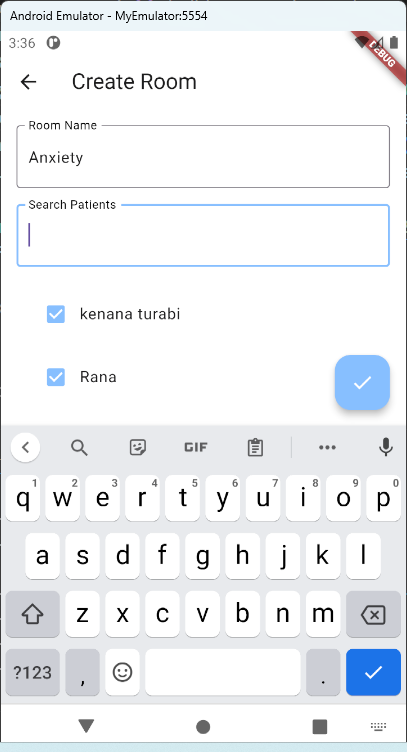 Android Emulator - MyEmulator:5554
3:36
DEBUG
Create Room
Room Name
Anxiety
Search Patients
kenana turabi
Rana
GIF
1 2 3 4 5 6 7 8 9 0
q w e r t y u i o p
a s d f g h j k l
z x c v b n m
?123 , .